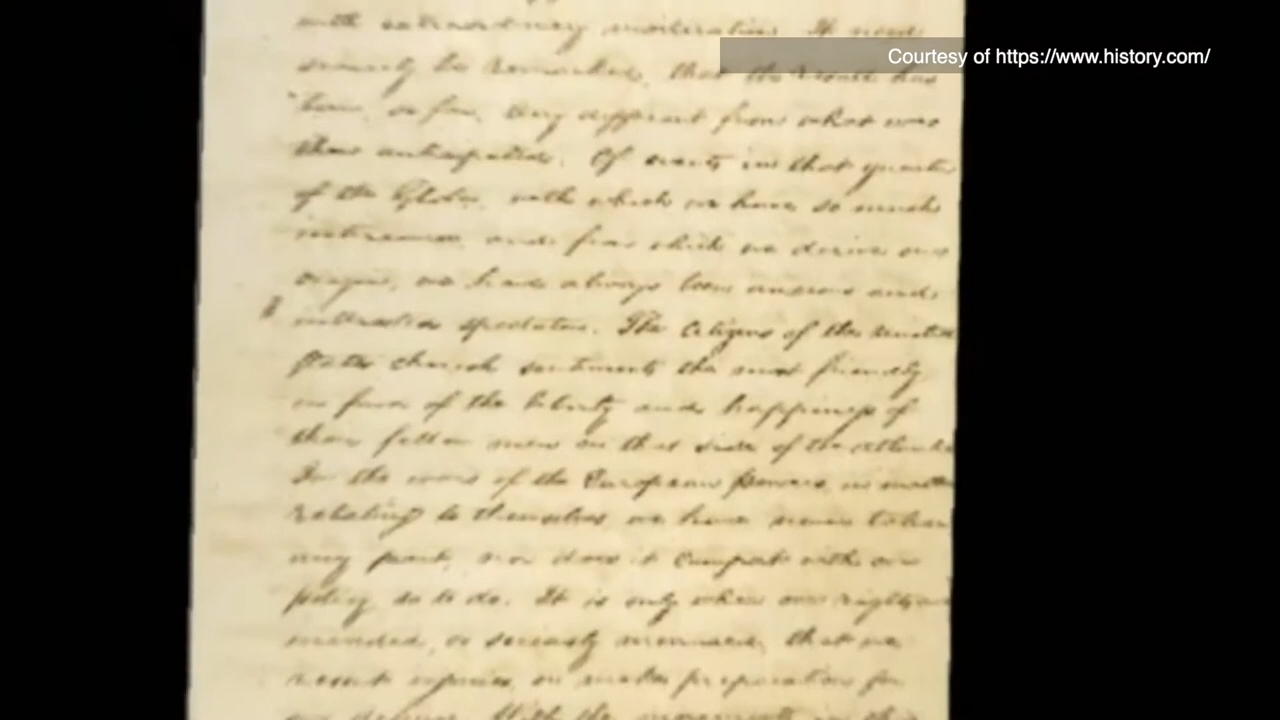 with extraordinary moderation. It need
Courtesy of https://www.history.com/
scarcely be remarked, that the result has
been, so far, very different from what was
then anticipated. Of events in that quarter
of the Globe, with which we have so much
intercourse, and from which we derive our
origin, we have always been anxious and
interested spectators. The Citizens of the United
States cherish sentiments the most friendly
in favor of the liberty and happiness of
their fellow men on that side of the Atlantic
In the wars of the European powers, in matters
relating to themselves we have never taken
any part, nor does it comport with our
policy so to do. It is only when our rights are
invaded, or seriously menaced, that we
resent injuries, or make preparation for
our defence. With the movements in this